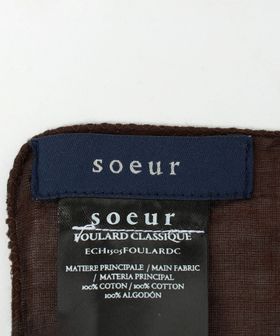 soeur
soeur
FOULARD CLASSIQUE
ECH1505FOULARDC
MATIERE PRINCIPALE / MAIN FABRIC
/ MATERIA PRINCIPAL
100% COTON / 100% COTTON
100% ALGODÓN